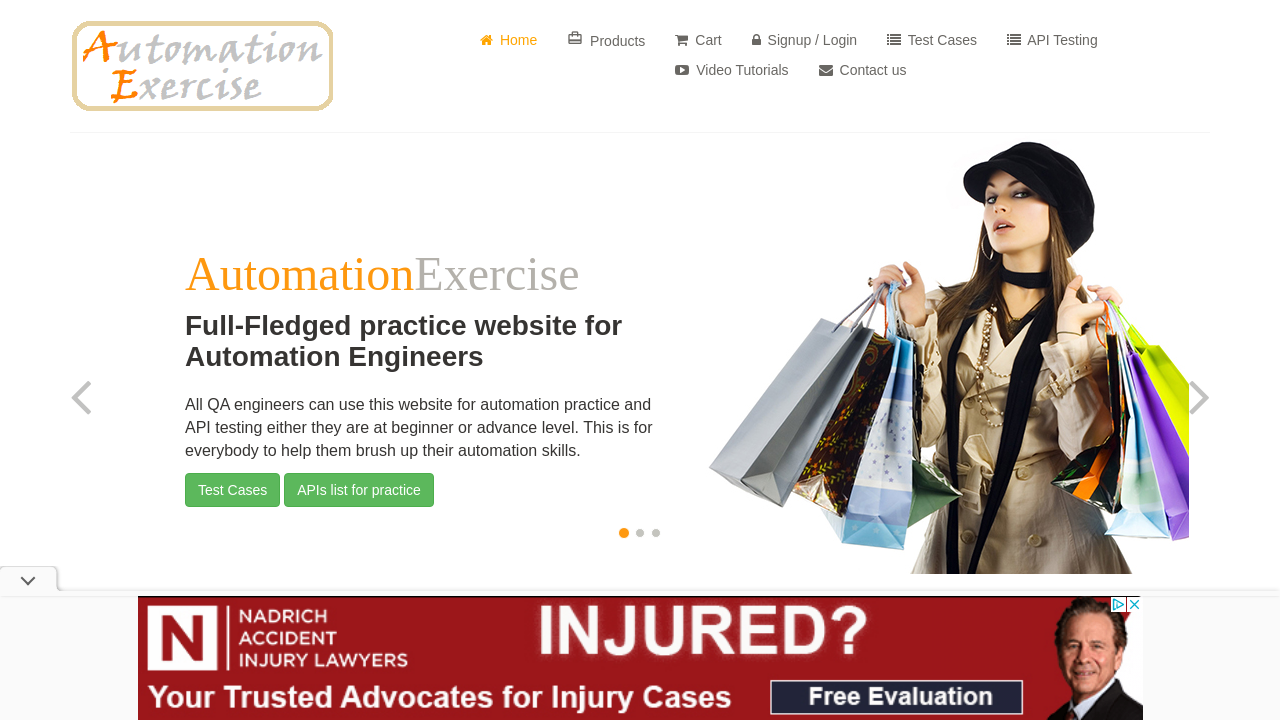 Automation
Exercise
Home
Products
Cart
Signup / Login
Test Cases
API Testing
Video Tutorials
Contact us
AutomationExercise
Full-Fledged practice website for
Automation Engineers
All QA engineers can use this website for automation practice and
API testing either they are at beginner or advance level. This is for
everybody to help them brush up their automation skills.
Test Cases
APIs list for practice
N
NADRICH
ACCIDENT
INJURY LAWYERS
INJURED?
Your Trusted Advocates for Injury Cases
Free Evaluation